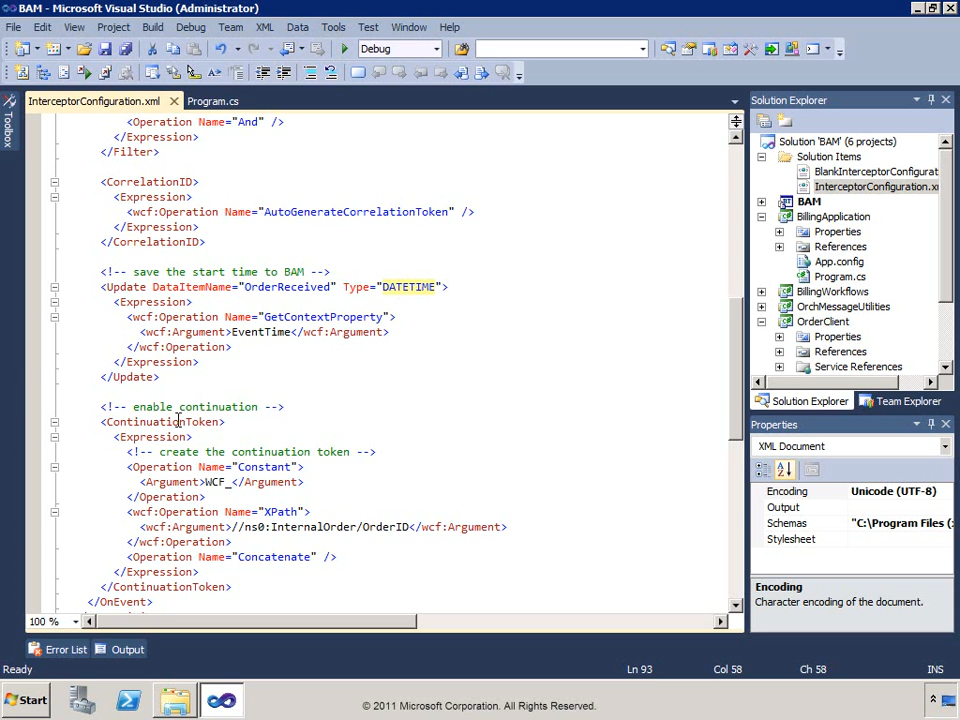 BAM - Microsoft Visual Studio (Administrator)
File Edit View Project Build Debug Team XML Data Tools Test Window Help
Debug
InterceptorConfiguration.xml Program.cs
Toolbox
<Operation Name="And" />
</Expression>
</Filter>
<CorrelationID>
<Expression>
<wcf:Operation Name="AutoGenerateCorrelationToken" />
</Expression>
</CorrelationID>
<!-- save the start time to BAM -->
<Update DataItemName="OrderReceived" Type="DATETIME">
<Expression>
<wcf:Operation Name="GetContextProperty">
<wcf:Argument>EventTime</wcf:Argument>
</wcf:Operation>
</Expression>
</Update>
<!-- enable continuation -->
<ContinuationToken>
<Expression>
<!-- create the continuation token -->
<Operation Name="Constant">
<Argument>WCF_</Argument>
</Operation>
<wcf:Operation Name="XPath">
<wcf:Argument>//ns0:InternalOrder/OrderID</wcf:Argument>
</wcf:Operation>
<Operation Name="Concatenate" />
</Expression>
</ContinuationToken>
</OnEvent>
100 %
Solution Explorer
Solution 'BAM' (6 projects)
Solution Items
BlankInterceptorConfigurat
InterceptorConfiguration.x
BAM
BillingApplication
Properties
References
App.config
Program.cs
BillingWorkflows
OrchMessageUtilities
OrderClient
Properties
References
Service References
Solution Explorer Team Explorer
Properties
XML Document
Encoding Unicode (UTF-8)
Output
Schemas "C:\Program Files (
Stylesheet
Encoding
Character encoding of the document.
Error List Output
Ready Ln 93 Col 58 Ch 58 INS
Start
© 2011 Microsoft Corporation. All Rights Reserved.